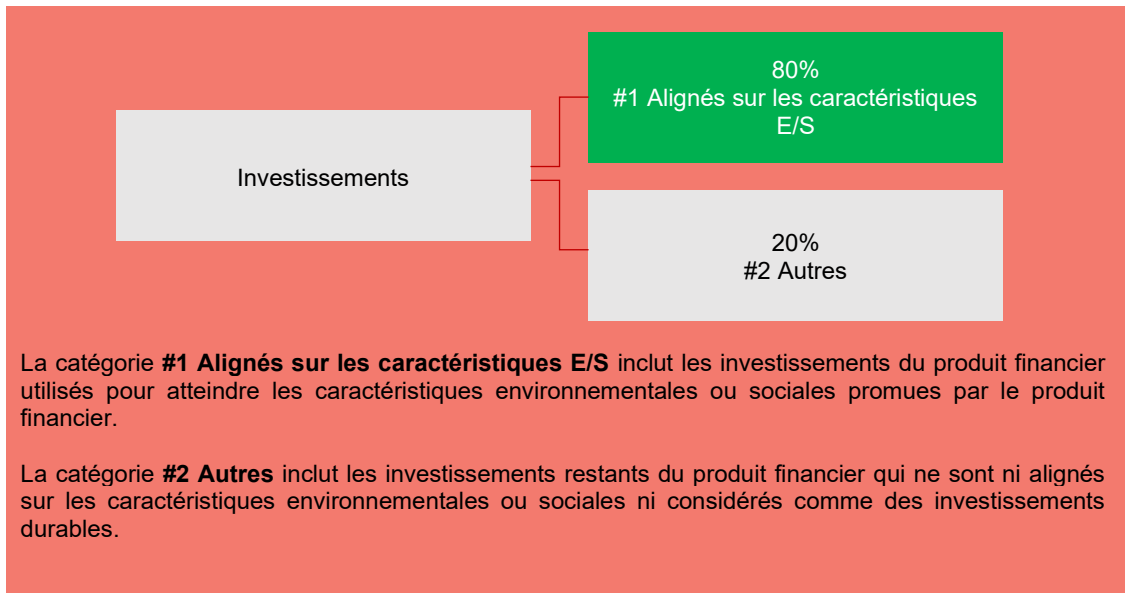 80%
#1 Alignés sur les caractéristiques
E/S
Investissements
20%
#2 Autres
La catégorie #1 Alignés sur les caractéristiques E/S inclut les investissements du produit financier
utilisés pour atteindre les caractéristiques environnementales ou sociales promues par le produit
financier.
La catégorie #2 Autres inclut les investissements restants du produit financier qui ne sont ni alignés
sur les caractéristiques environnementales ou sociales ni considérés comme des investissements
durables.